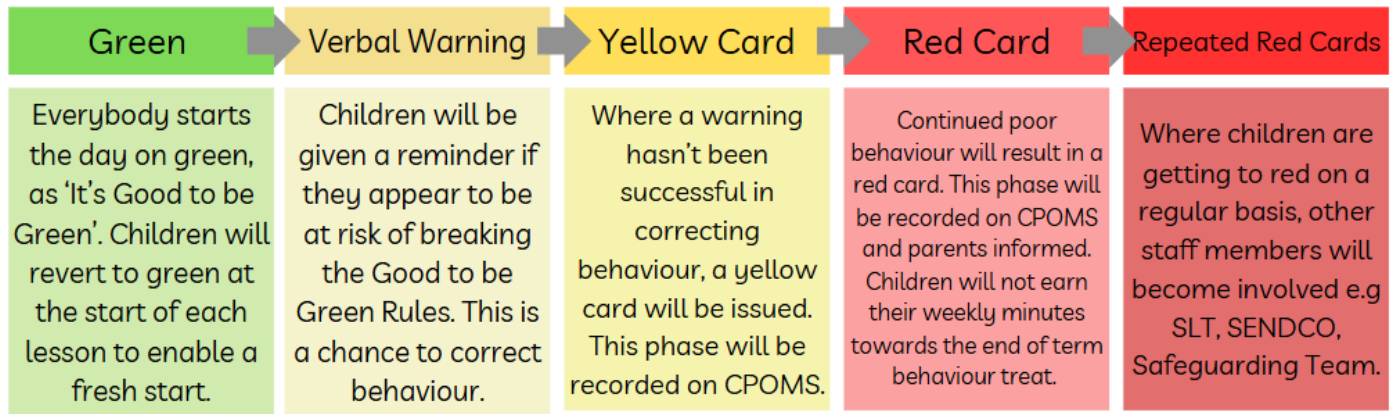 Green
Verbal Warning
Yellow Card
Red Card
Repeated Red Cards
Everybody starts
the day on green,
as ‘It’s Good to be
Green’. Children will
revert to green at
the start of each
lesson to enable a
fresh start.
Children will be
given a reminder if
they appear to be
at risk of breaking
the Good to be
Green Rules. This is
a chance to correct
behaviour.
Where a warning
hasn’t been
successful in
correcting
behaviour, a yellow
card will be issued.
This phase will be
recorded on CPOMS.
Continued poor
behaviour will result in a
red card. This phase will
be recorded on CPOMS
and parents informed.
Children will not earn
their weekly minutes
towards the end of term
behaviour treat.
Where children are
getting to red on a
regular basis, other
staff members will
become involved e.g
SLT, SENDCO,
Safeguarding Team.